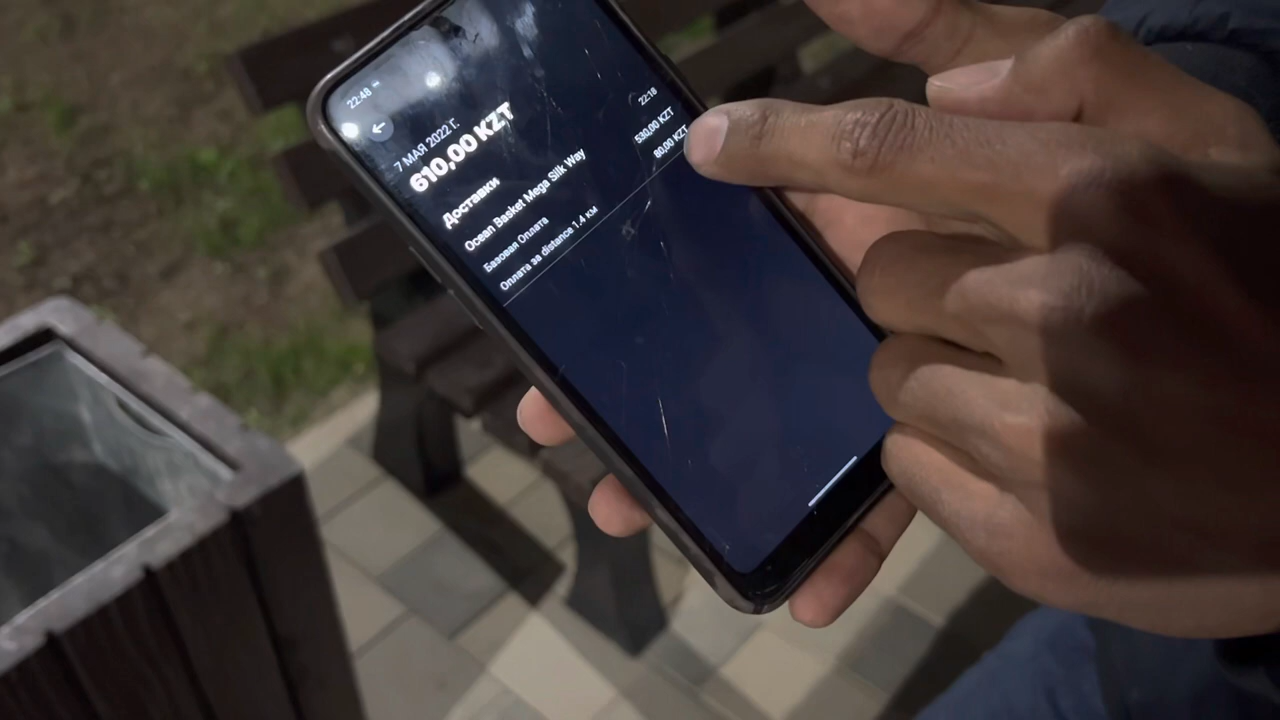 22:48
7 МАЯ 2022 Г.
610,00 KZT
Доставки
Ocean Basket Mega Silk Way 22:18
Базовая Оплата 530,00 KZT
Оплата за distance 1.4 км 80,00 KZT